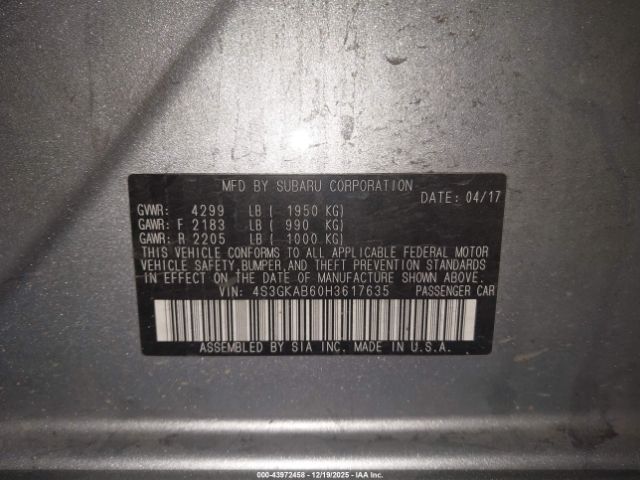 MFD BY SUBARU CORPORATION
DATE: 04/17
GVWR: 4299 LB ( 1950 KG)
GAWR: F 2183 LB ( 990 KG)
GAWR: R 2205 LB ( 1000 KG)
THIS VEHICLE CONFORMS TO ALL APPLICABLE FEDERAL MOTOR
VEHICLE SAFETY, BUMPER, AND THEFT PREVENTION STANDARDS
IN EFFECT ON THE DATE OF MANUFACTURE SHOWN ABOVE.
VIN: 4S3GKAB60H3617635 PASSENGER CAR
ASSEMBLED BY SIA INC. MADE IN U.S.A.
000-43972458 - 12/19/2025 - IAA Inc.